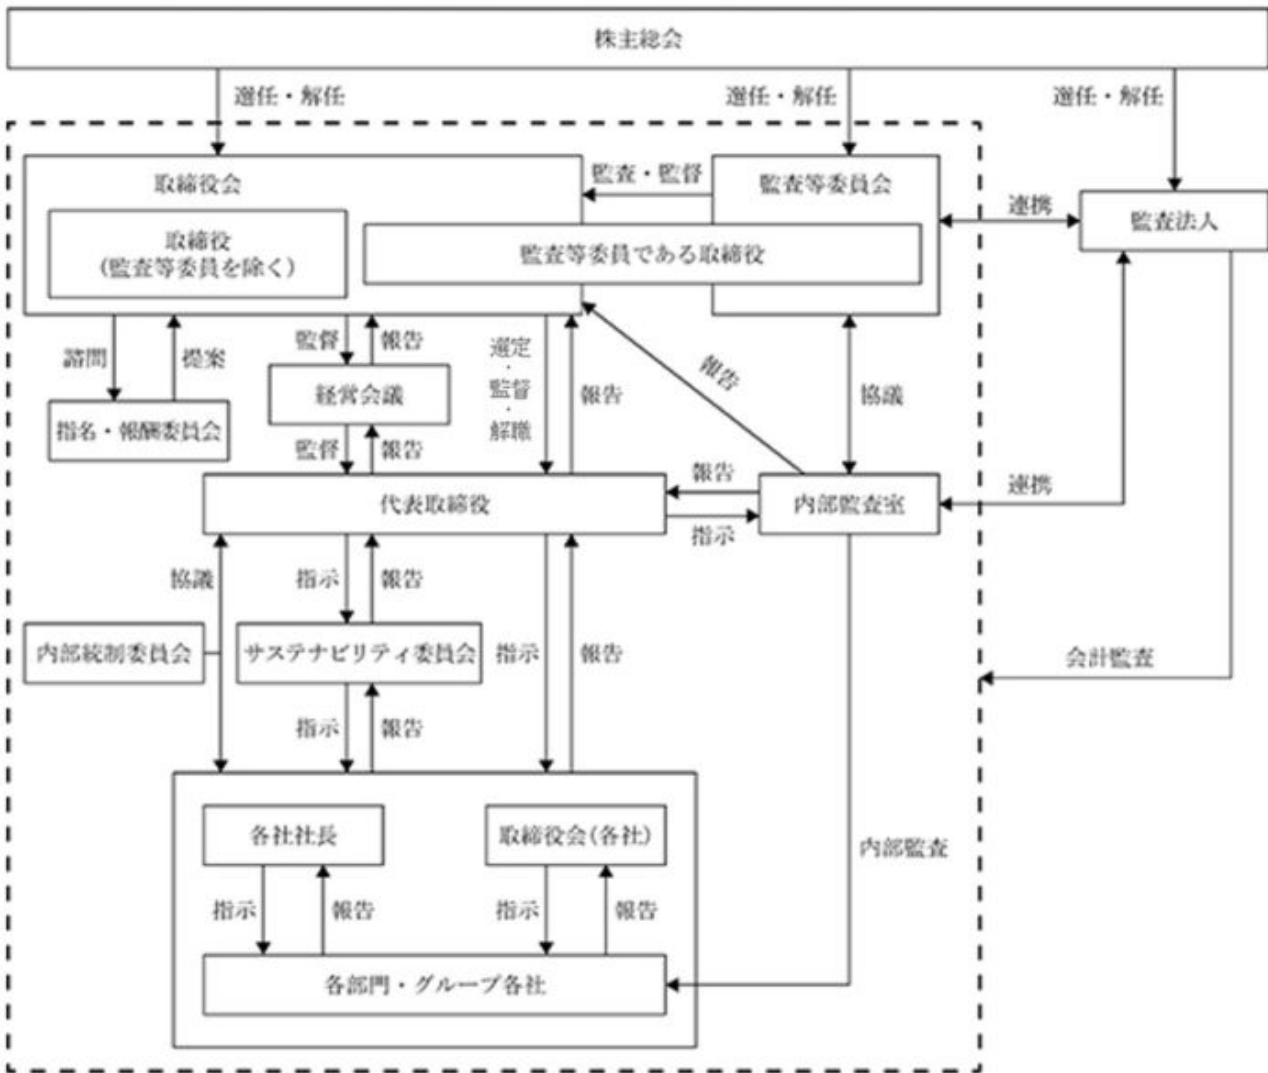 株主総会
選任・解任
選任・解任
選任・解任
取締役会
監査・監督
監査等委員会
取締役
(監査等委員を除く)
監査等委員である取締役
連携
監査法人
諮問
提案
監督
報告
選定・監督・解職
報告
報告
協議
経営会議
指名・報酬委員会
監督
報告
代表取締役
報告
指示
内部監査室
連携
協議
指示
報告
内部統制委員会
サステナビリティ委員会
指示
報告
会計監査
指示
報告
各社社長
取締役会(各社)
内部監査
指示
報告
指示
報告
各部門・グループ各社